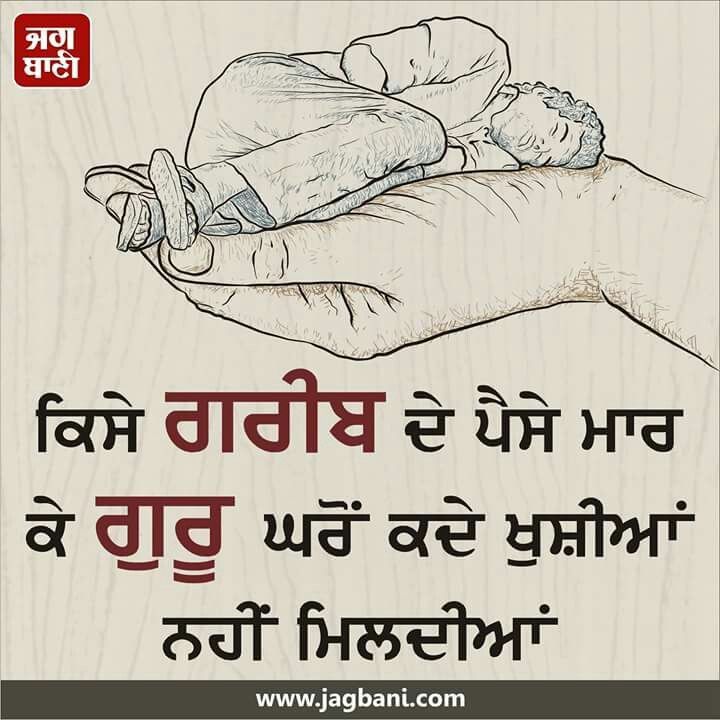 ਜਗ
ਬਾਣੀ
ਕਿਸੇ ਗਰੀਬ ਦੇ ਪੈਸੇ ਮਾਰ
ਕੇ ਗੁਰੂ ਘਰੋਂ ਕਦੇ ਖੁਸ਼ੀਆਂ
ਨਹੀਂ ਮਿਲਦੀਆਂ
www.jagbani.com